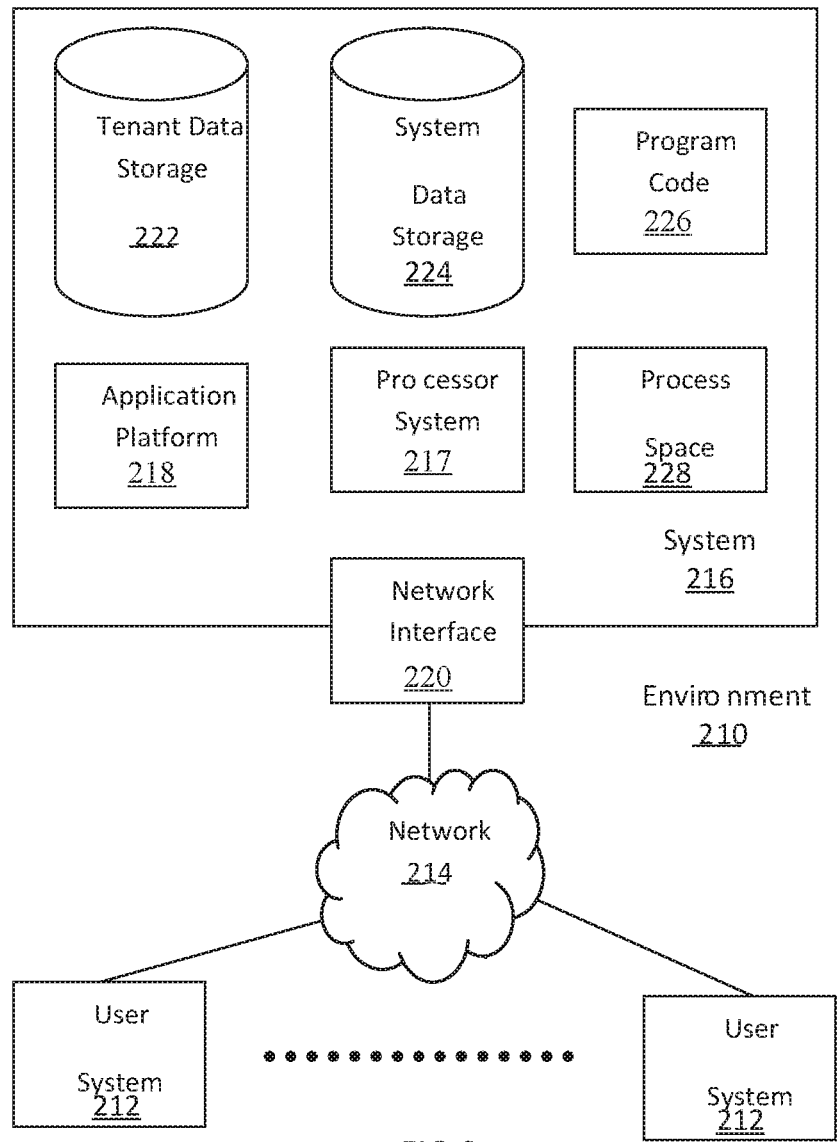 Tenant Data
Storage
222
System
Data
Storage
224
Program
Code
226
Application
Platform
218
Pro cessor
System
217
Process
Space
228
System
216
Network
Interface
220
Enviro nment
210
Network
214
User
System
212
User
System
212